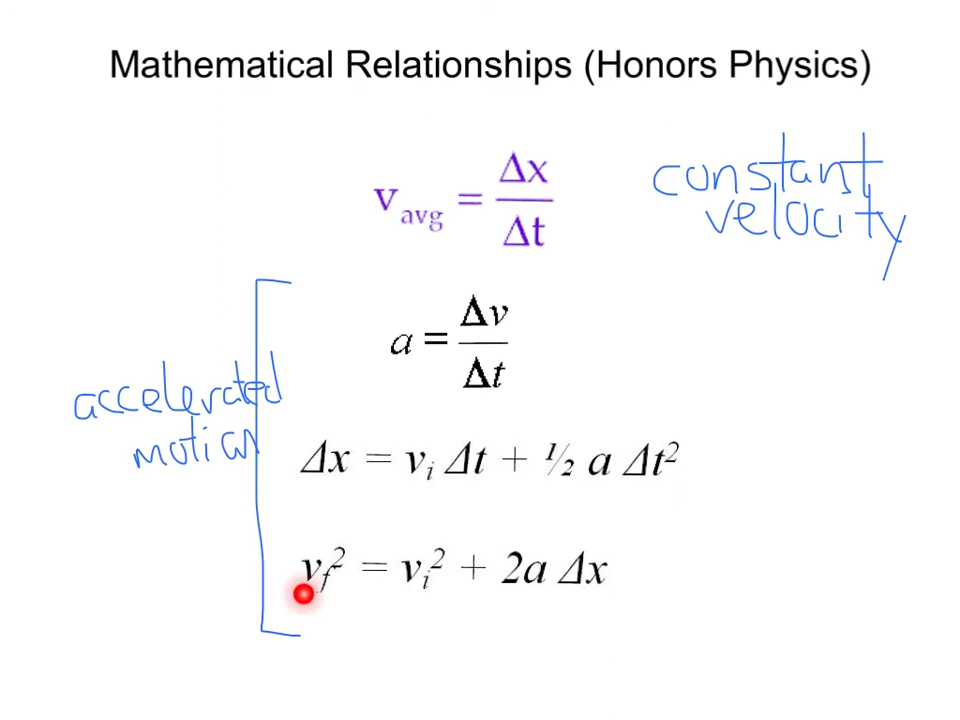 Mathematical Relationships (Honors Physics)
v_avg = Δx/Δt
constant
velocity
a = Δv/Δt
accelerated
motion
Δx = v_i Δt + ½ a Δt²
v_f² = v_i² + 2a Δx